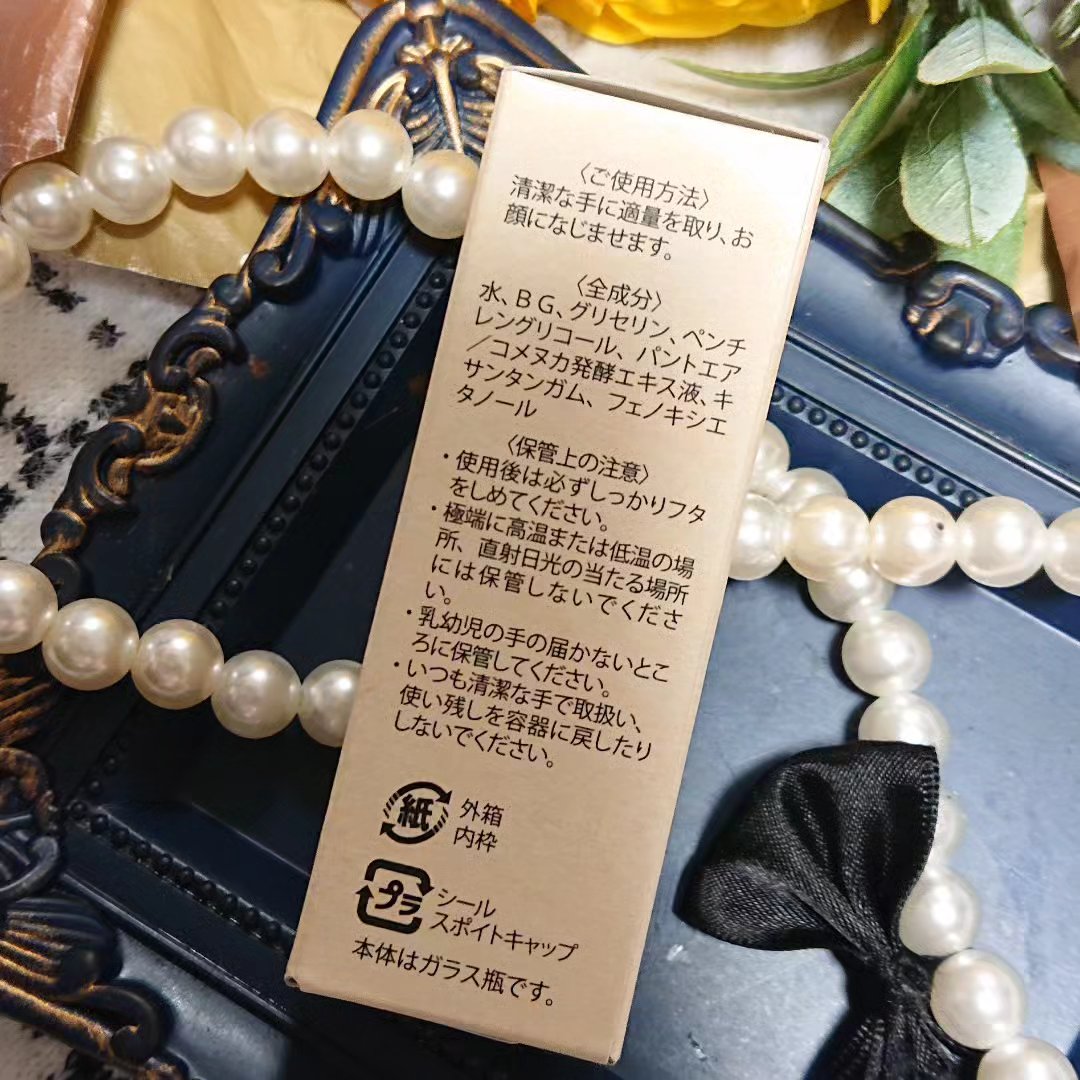 〈ご使用方法〉
清潔な手に適量を取り、お
顔になじませます。
〈全成分〉
水、ＢＧ、グリセリン、ペンチ
レングリコール、パントエア
／コメヌカ発酵エキス液、キ
サンタンガム、フェノキシエ
タノール
〈保管上の注意〉
・使用後は必ずしっかりフタ
をしめてください。
・極端に高温または低温の場
所、直射日光の当たる場所
には保管しないでくださ
い。
・乳幼児の手の届かないとこ
ろに保管してください。
・いつも清潔な手で取扱い、
使い残しを容器に戻したり
しないでください。
紙 外箱
内枠
プラ シール
スポイトキャップ
本体はガラス瓶です。